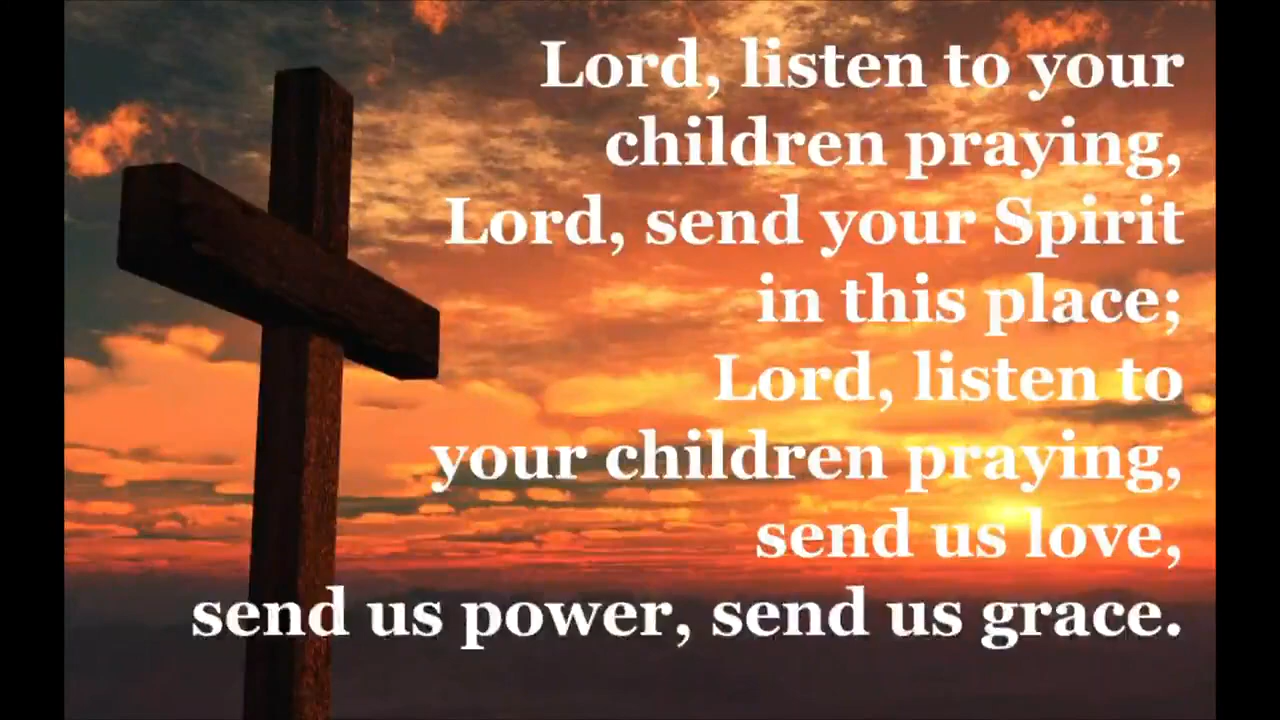 Lord, listen to your
children praying,
Lord, send your Spirit
in this place;
Lord, listen to
your children praying,
send us love,
send us power, send us grace.